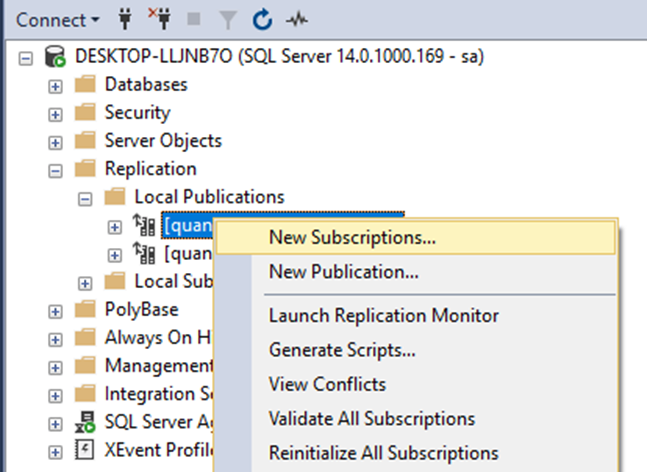 Connect
DESKTOP-LLJNB7O (SQL Server 14.0.1000.169 - sa)
Databases
Security
Server Objects
Replication
Local Publications
[quan
New Subscriptions...
[quan
New Publication...
Local Sub
PolyBase
Launch Replication Monitor
Always On H
Generate Scripts...
Management
View Conflicts
Integration Se
SQL Server Ag
Validate All Subscriptions
XEvent Profile
Reinitialize All Subscriptions